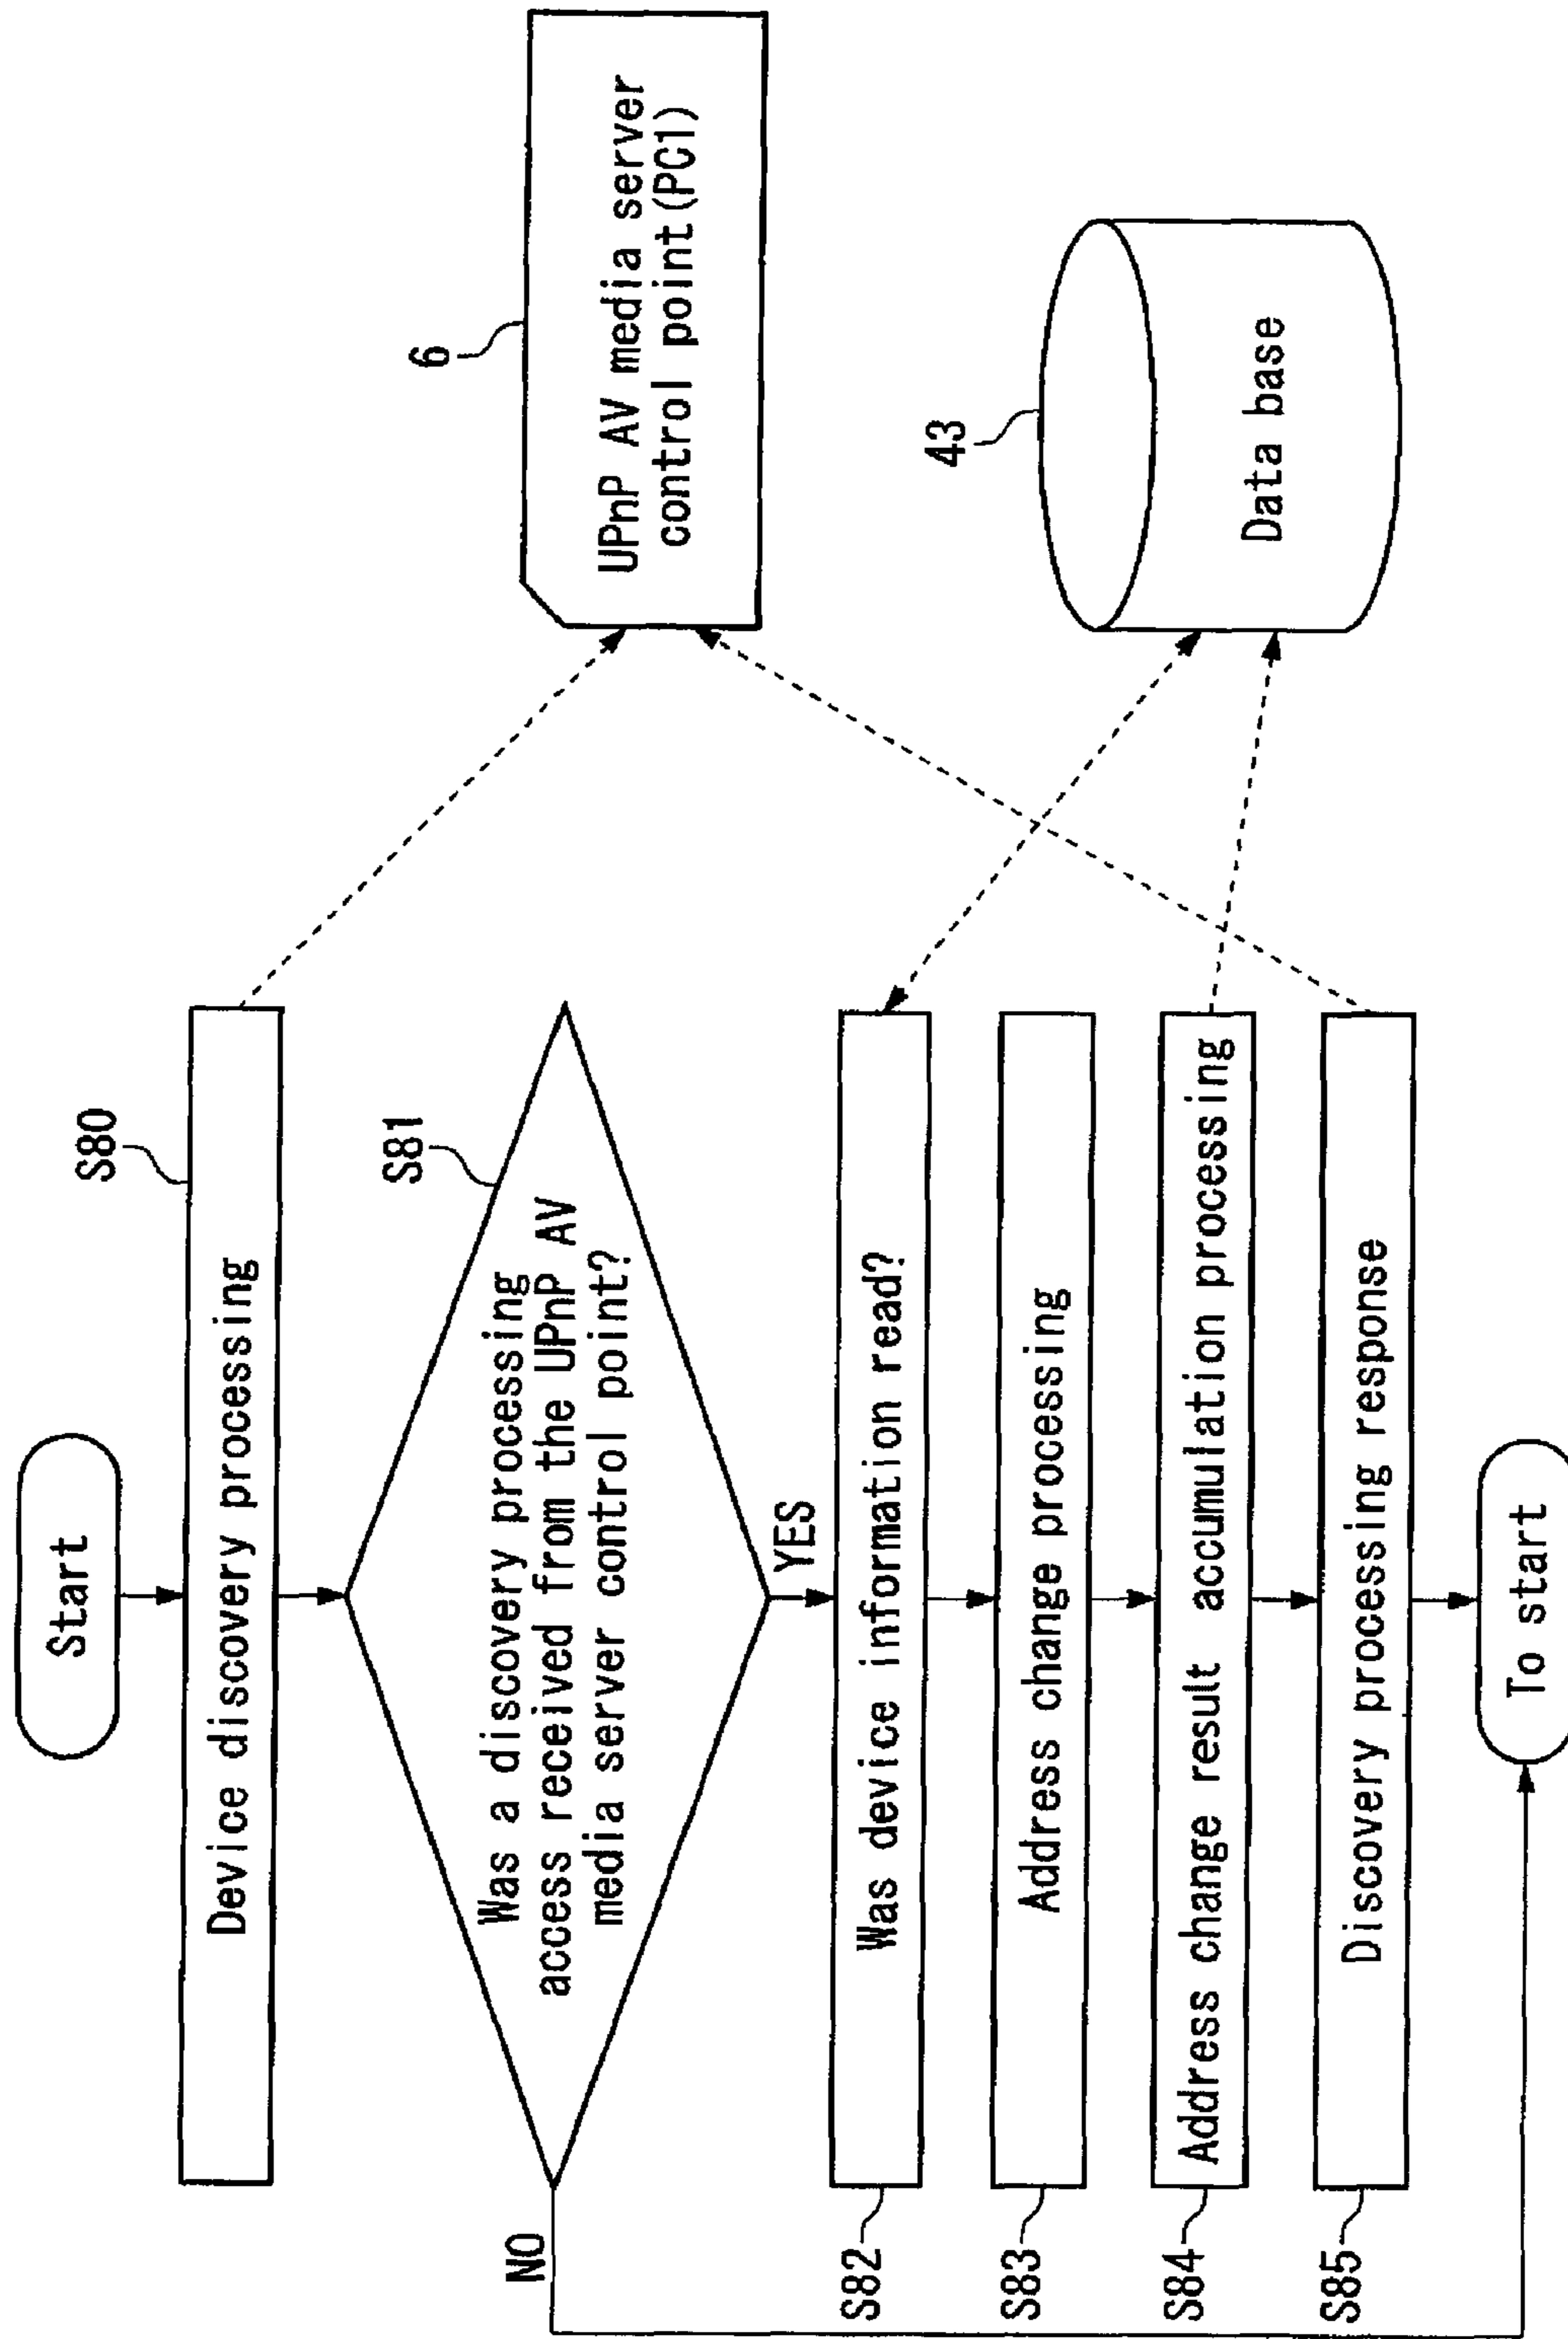 Start
S80
Device discovery processing
S81
Was a discovery processing
access received from the UPnP AV
media server control point?
NO
YES
S82
Was device information read?
S83
Address change processing
S84
Address change result accumulation processing
S85
Discovery processing response
To start
6
UPnP AV media server
control point(PC1)
43
Data base